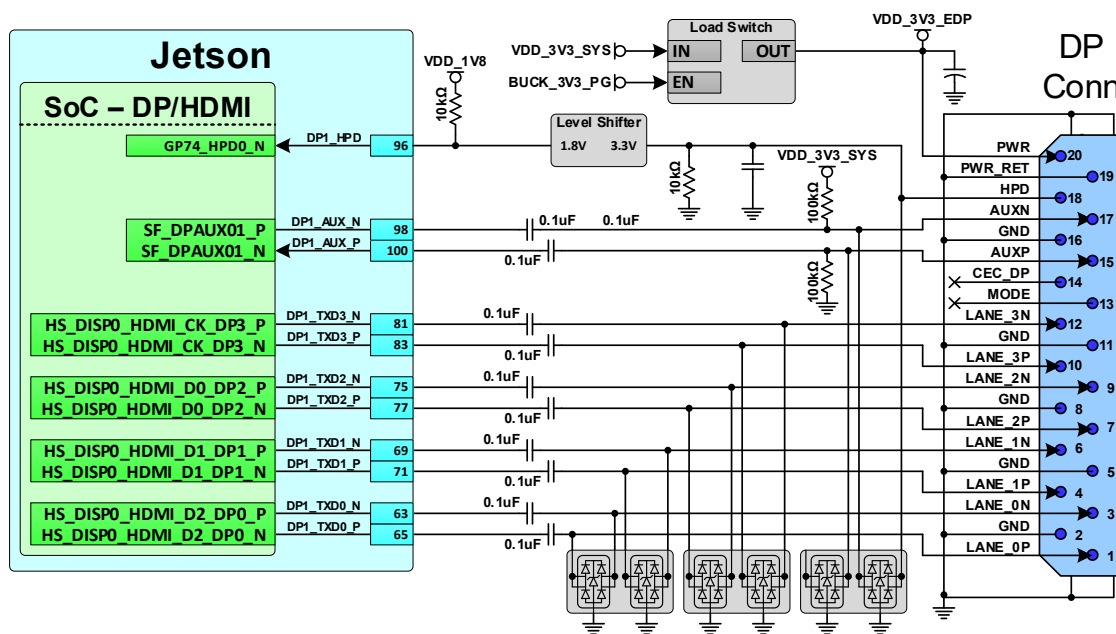 Load Switch
VDD_3V3_EDP
VDD_3V3_SYS
IN
OUT
BUCK_3V3_PG
EN
DP
Conn
Jetson
SoC – DP/HDMI
VDD_1V8
10kΩ
Level Shifter
1.8V
3.3V
10kΩ
VDD_3V3_SYS
100kΩ
100kΩ
GP74_HPD0_N
DP1_HPD
96
SF_DPAUX01_P
DP1_AUX_N
98
0.1uF
0.1uF
SF_DPAUX01_N
DP1_AUX_P
100
0.1uF
HS_DISP0_HDMI_CK_DP3_P
DP1_TXD3_N
81
0.1uF
HS_DISP0_HDMI_CK_DP3_N
DP1_TXD3_P
83
0.1uF
HS_DISP0_HDMI_D0_DP2_P
DP1_TXD2_N
75
0.1uF
HS_DISP0_HDMI_D0_DP2_N
DP1_TXD2_P
77
0.1uF
HS_DISP0_HDMI_D1_DP1_P
DP1_TXD1_N
69
0.1uF
HS_DISP0_HDMI_D1_DP1_N
DP1_TXD1_P
71
0.1uF
HS_DISP0_HDMI_D2_DP0_P
DP1_TXD0_N
63
0.1uF
HS_DISP0_HDMI_D2_DP0_N
DP1_TXD0_P
65
0.1uF
PWR
20
PWR_RET
19
HPD
18
AUXN
17
GND
16
AUXP
15
CEC_DP
14
MODE
13
LANE_3N
12
GND
11
LANE_3P
10
LANE_2N
9
GND
8
LANE_2P
7
LANE_1N
6
GND
5
LANE_1P
4
LANE_0N
3
GND
2
LANE_0P
1